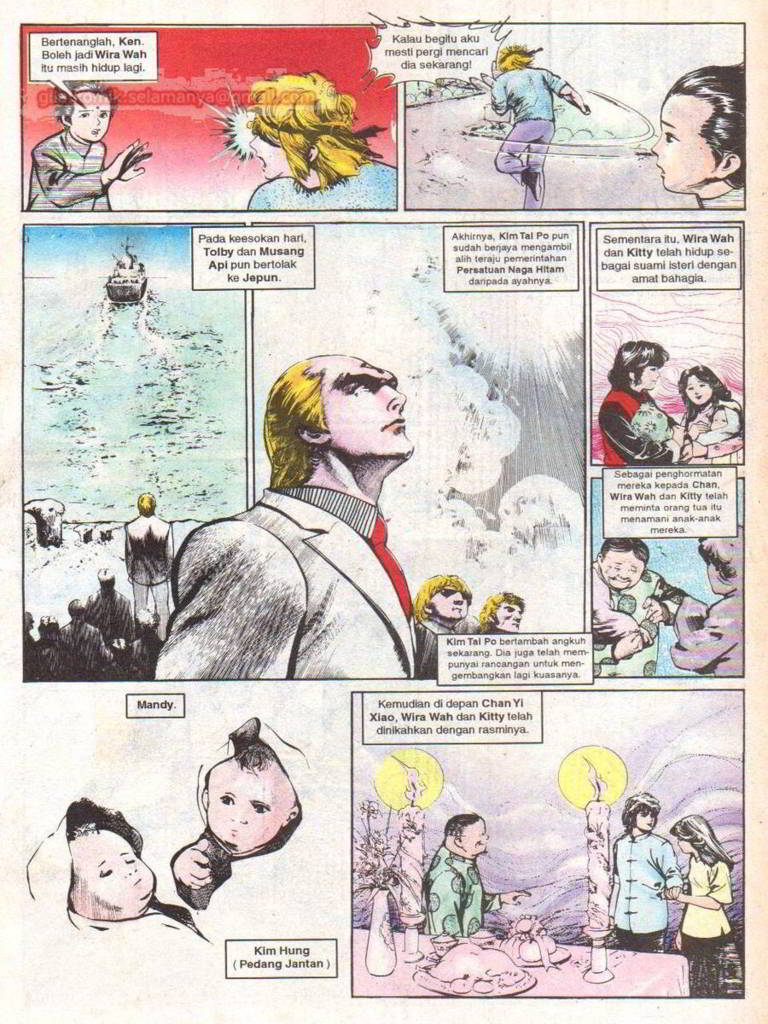 Bertenanglah, Ken.
Boleh jadi Wira Wah
itu masih hidup lagi.
Kalau begitu aku
mesti pergi mencari
dia sekarang!
Pada keesokan hari,
Tolby dan Musang
Api pun bertolak
ke Jepun.
Akhirnya, Kim Tai Po pun
sudah berjaya mengambil
alih teraju pemerintahan
Persatuan Naga Hitam
daripada ayahnya.
Kim Tai Po bertambah angkuh
sekarang. Dia juga telah mem-
punyai rancangan untuk men-
gembangkan lagi kuasanya.
Sementara itu, Wira Wah
dan Kitty telah hidup se-
bagai suami isteri dengan
amat bahagia.
Sebagai penghormatan
mereka kepada Chan,
Wira Wah dan Kitty telah
meminta orang tua itu
menamani anak-anak
mereka.
Mandy.
Kim Hung
( Pedang Jantan )
Kemudian di depan Chan Yi
Xiao, Wira Wah dan Kitty telah
dinikahkan dengan rasminya.